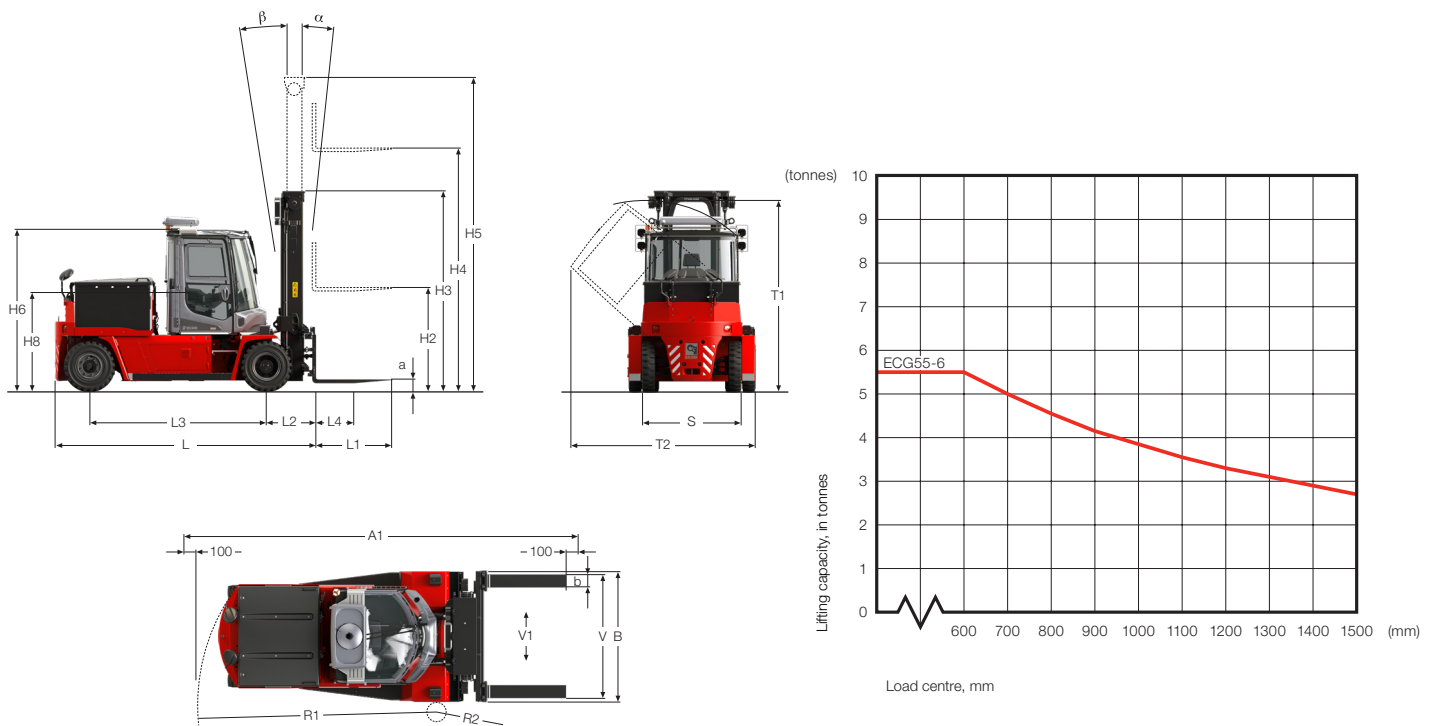 β
α
H5
H4
H3
H2
H6
H8
a
L3
L2
L4
L
L1
T1
S
T2
A1
100
100
b
V1
V
B
R1
R2
(tonnes)
10
9
8
7
6
5
4
3
2
1
0
ECG55-6
Lifting capacity, in tonnes
600 700 800 900 1000 1100 1200 1300 1400 1500 (mm)
Load centre, mm